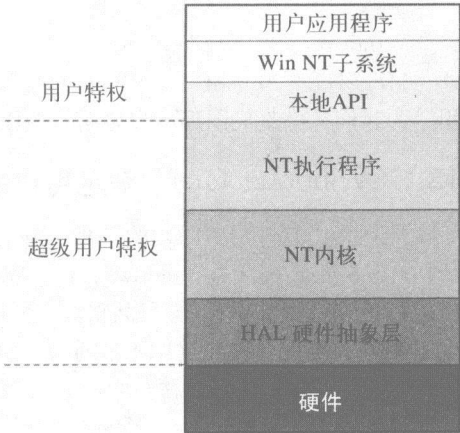 用户应用程序
Win NT子系统
用户特权
本地API
NT执行程序
超级用户特权
NT内核
HAL 硬件抽象层
硬件